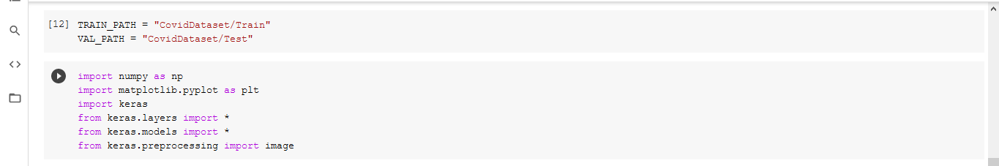 [12] TRAIN_PATH = "CovidDataset/Train"
VAL_PATH = "CovidDataset/Test"
import numpy as np
import matplotlib.pyplot as plt
import keras
from keras.layers import *
from keras.models import *
from keras.preprocessing import image